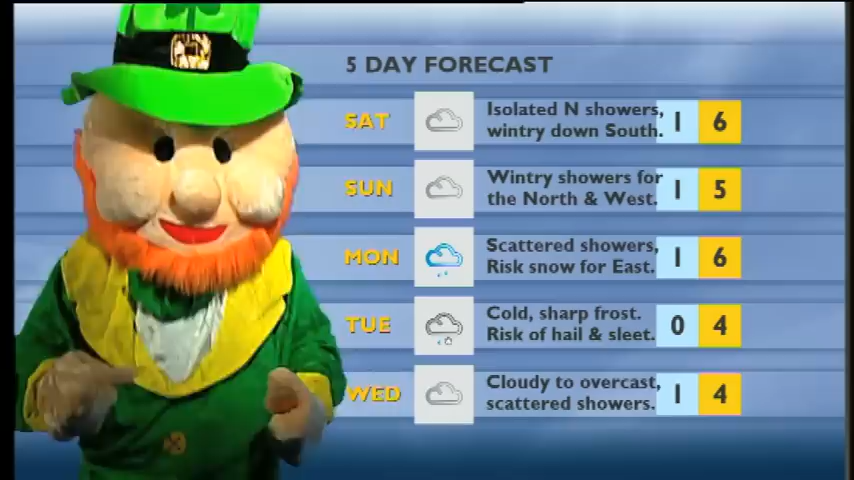 5 DAY FORECAST
SAT
Isolated N showers,
wintry down South.
1 6
SUN
Wintry showers for
the North & West.
1 5
MON
Scattered showers,
Risk snow for East.
1 6
TUE
Cold, sharp frost.
Risk of hail & sleet.
0 4
WED
Cloudy to overcast,
scattered showers.
1 4